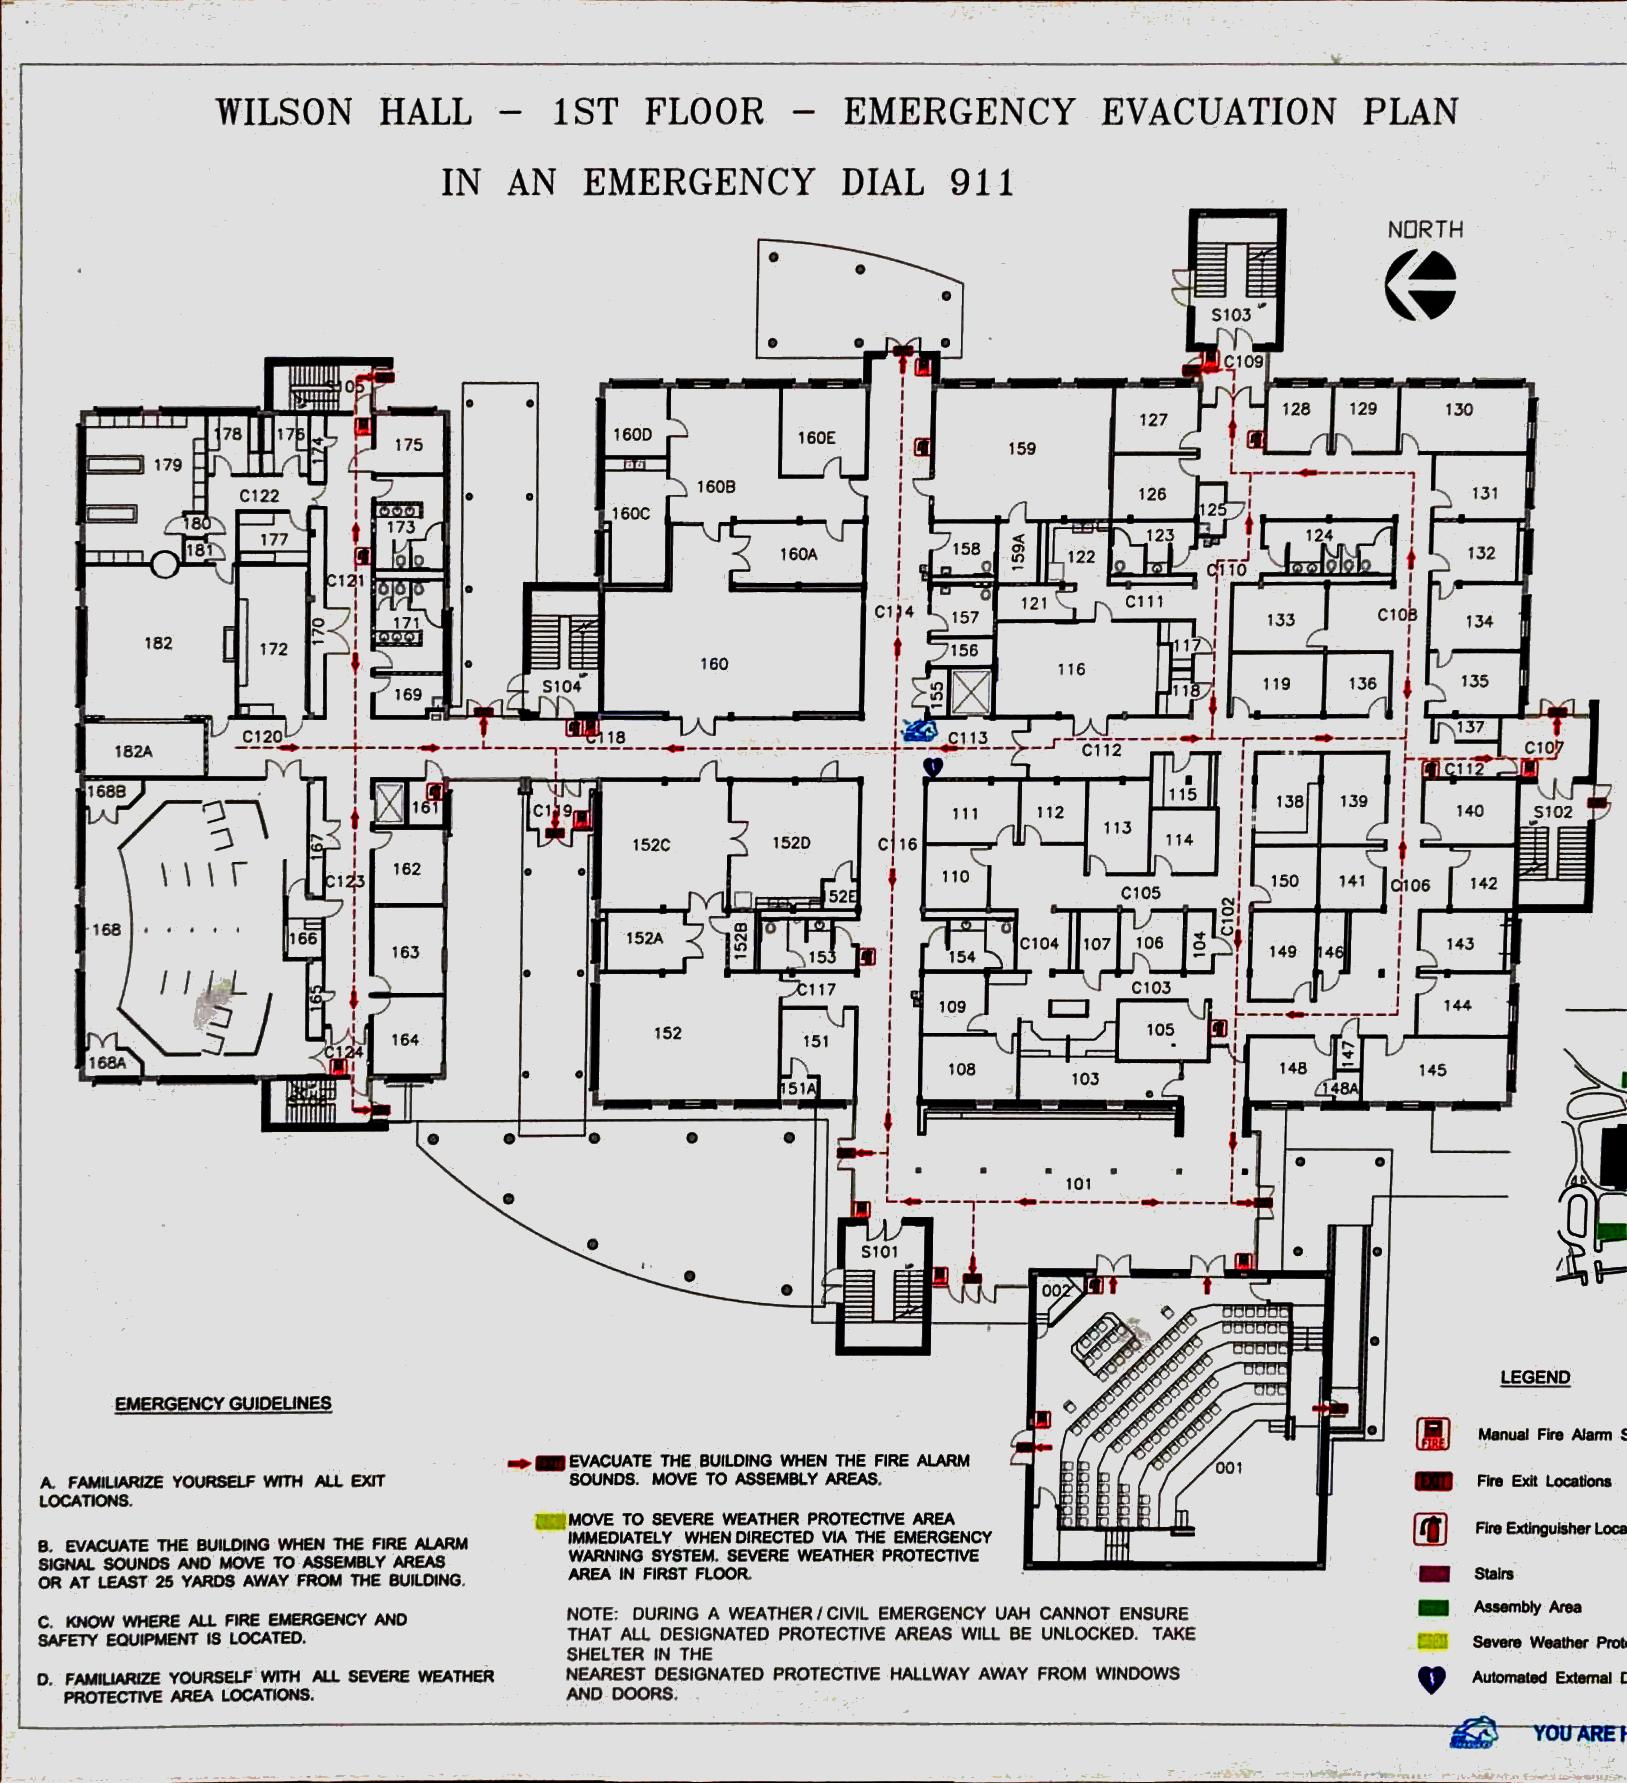 WILSON HALL - 1ST FLOOR - EMERGENCY EVACUATION PLAN
IN AN EMERGENCY DIAL 911
NORTH
S103
C109
128 129 130
127
175
178 176 174
179
160D 160E
159
160B
C122
126
131
160C
180
173
125
177
181
123 124
158
160A
159A
122
132
C121
C110
C111
C114
121
157
133
C108
134
171
170
182
172
117
156
160
116
119 136 135
118
S104
169
155
137
C120
C118
C113
C112
C107
182A
C112
168B
115
138 139
161
C119
111 112
140
S102
113
114
152C 152D
C116
167
162
110
150 141
C106
142
C123
C105
152E
C102
168
166
152A
152B
153
154
C104
107 106 104
149 146
143
163
C117
C103
165
109
144
152
151
105
C124
164
168A
108
103
148
147
145
151A
148A
101
S101
002
001
EMERGENCY GUIDELINES
A. FAMILIARIZE YOURSELF WITH ALL EXIT
LOCATIONS.
B. EVACUATE THE BUILDING WHEN THE FIRE ALARM
SIGNAL SOUNDS AND MOVE TO ASSEMBLY AREAS
OR AT LEAST 25 YARDS AWAY FROM THE BUILDING.
C. KNOW WHERE ALL FIRE EMERGENCY AND
SAFETY EQUIPMENT IS LOCATED.
D. FAMILIARIZE YOURSELF WITH ALL SEVERE WEATHER
PROTECTIVE AREA LOCATIONS.
EVACUATE THE BUILDING WHEN THE FIRE ALARM
SOUNDS. MOVE TO ASSEMBLY AREAS.
MOVE TO SEVERE WEATHER PROTECTIVE AREA
IMMEDIATELY WHEN DIRECTED VIA THE EMERGENCY
WARNING SYSTEM. SEVERE WEATHER PROTECTIVE
AREA IN FIRST FLOOR.
NOTE: DURING A WEATHER/CIVIL EMERGENCY UAH CANNOT ENSURE
THAT ALL DESIGNATED PROTECTIVE AREAS WILL BE UNLOCKED. TAKE
SHELTER IN THE
NEAREST DESIGNATED PROTECTIVE HALLWAY AWAY FROM WINDOWS
AND DOORS.
LEGEND
FIRE Manual Fire Alarm S
EXIT Fire Exit Locations
Fire Extinguisher Loca
Stairs
Assembly Area
Severe Weather Prot
Automated External D
YOU ARE H